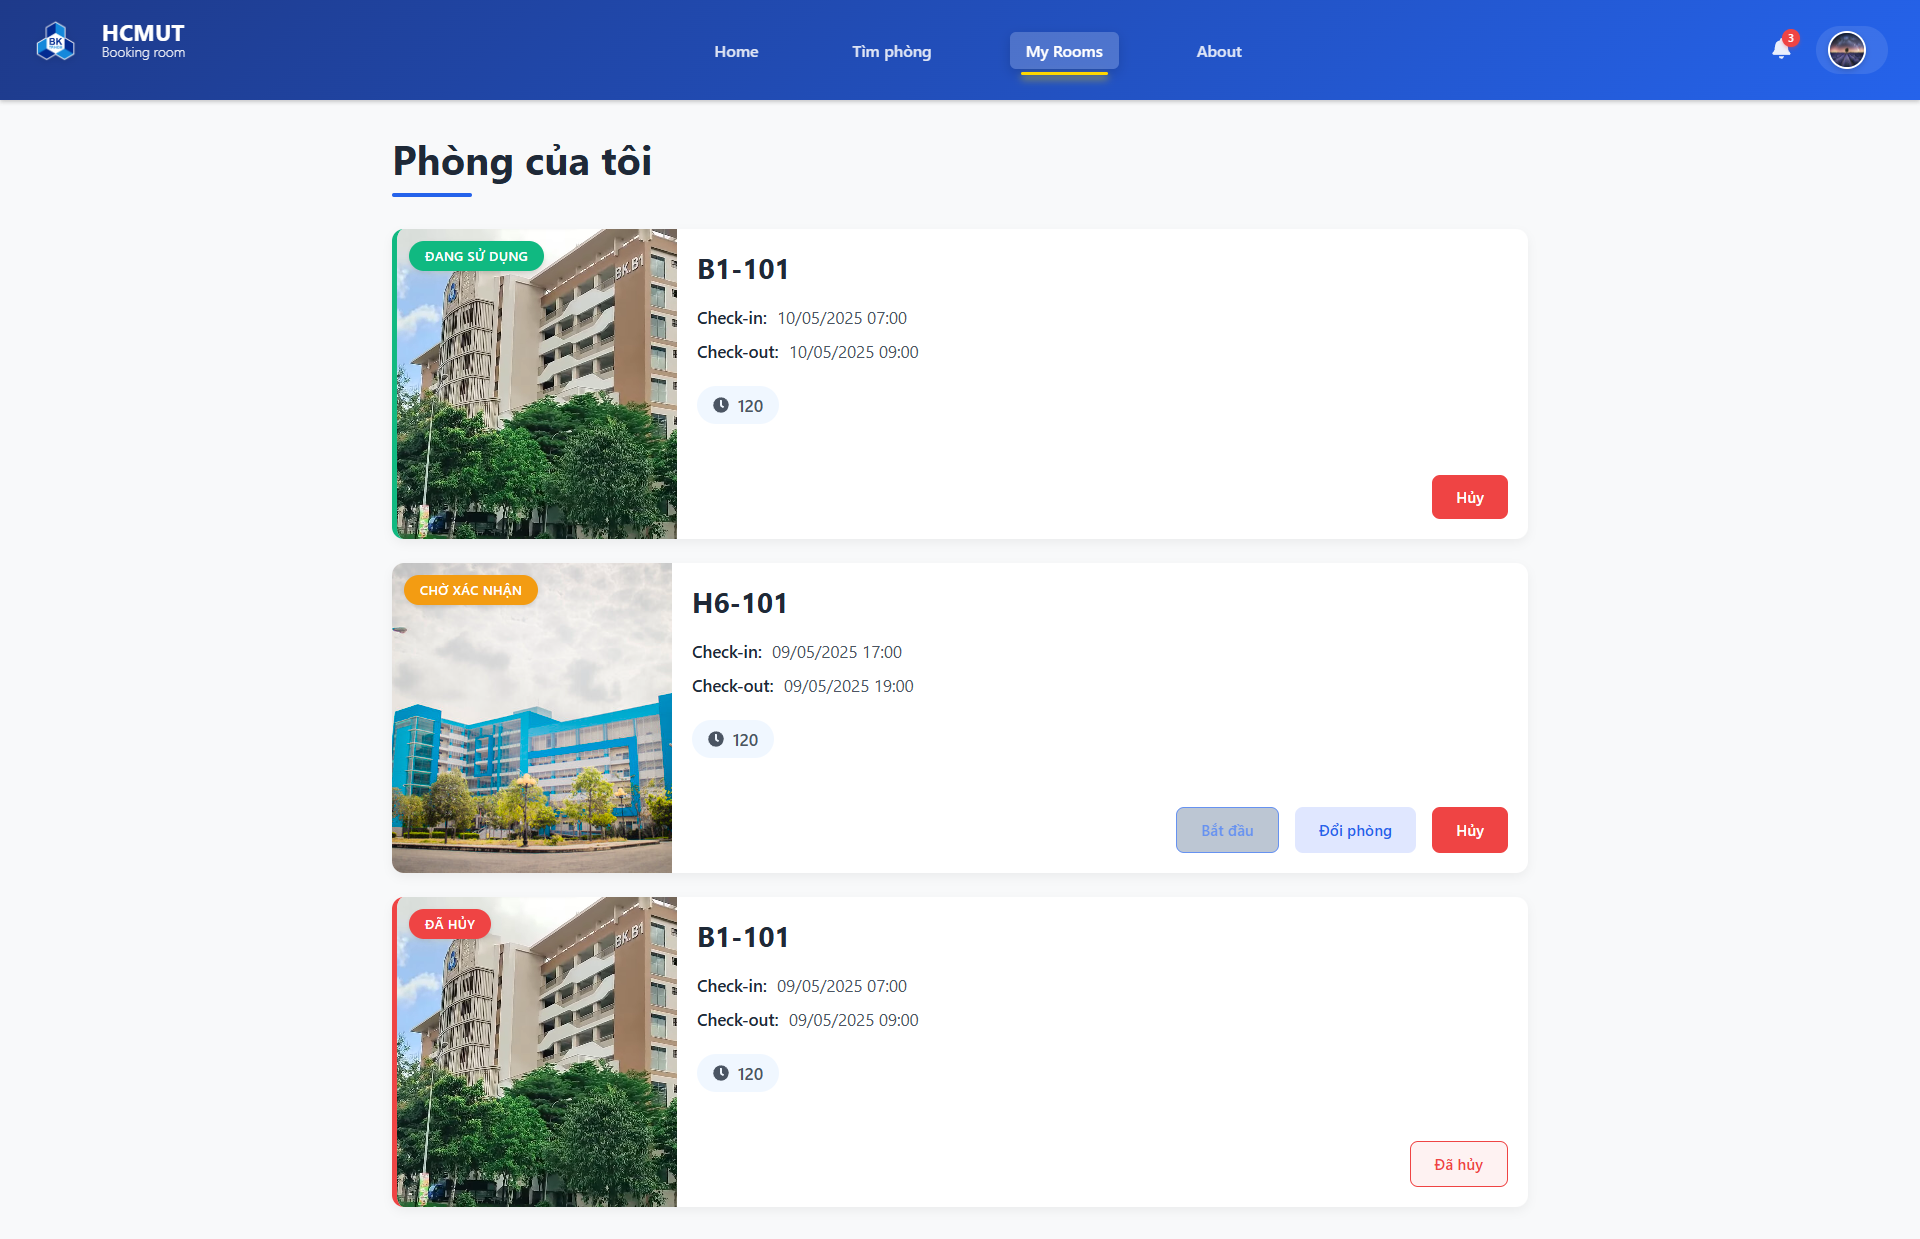 BK
HCMUT
Booking room
Home
Tìm phòng
My Rooms
About
3
Phòng của tôi
ĐANG SỬ DỤNG
BK.B1
B1-101
Check-in: 10/05/2025 07:00
Check-out: 10/05/2025 09:00
120
Hủy
CHỜ XÁC NHẬN
H6-101
Check-in: 09/05/2025 17:00
Check-out: 09/05/2025 19:00
120
Bắt đầu
Đổi phòng
Hủy
ĐÃ HỦY
BK.B1
B1-101
Check-in: 09/05/2025 07:00
Check-out: 09/05/2025 09:00
120
Đã hủy